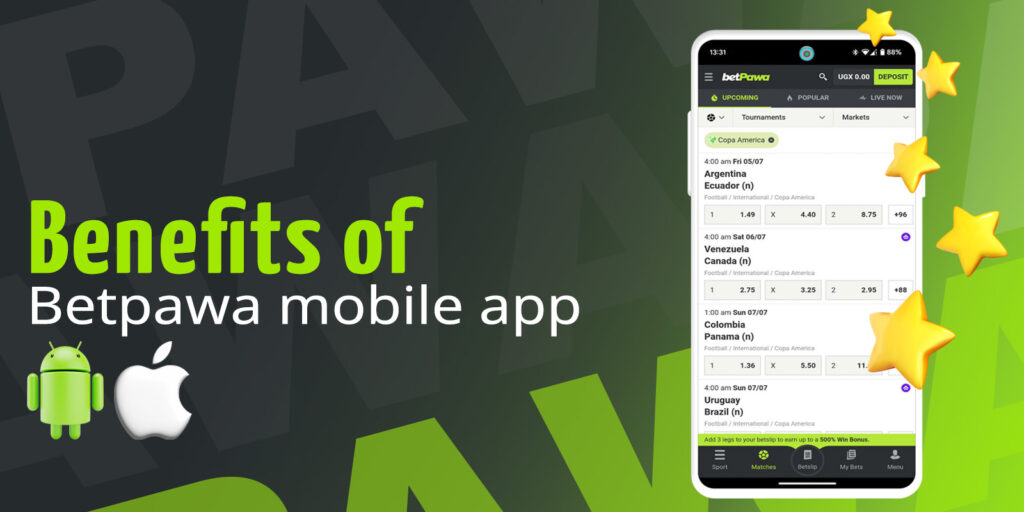 Benefits of
Betpawa mobile app
13:31 88%
betPawa UGX 0.00 DEPOSIT
UPCOMING POPULAR LIVE NOW
Tournaments Markets
Copa America
4:00 am Fri 05/07
Argentina
Ecuador (n)
Football / International / Copa America
1 1.49 X 4.40 2 8.75 +96
4:00 am Sat 06/07
Venezuela
Canada (n)
Football / International / Copa America
1 2.75 X 3.25 2 2.95 +88
1:00 am Sun 07/07
Colombia
Panama (n)
Football / International / Copa America
1 1.36 X 5.50 2 11.
4:00 am Sun 07/07
Uruguay
Brazil (n)
Football / International / Copa America
Add 3 legs to your betslip to earn up to a 500% Win Bonus.
Sport Matches Betslip My Bets Menu